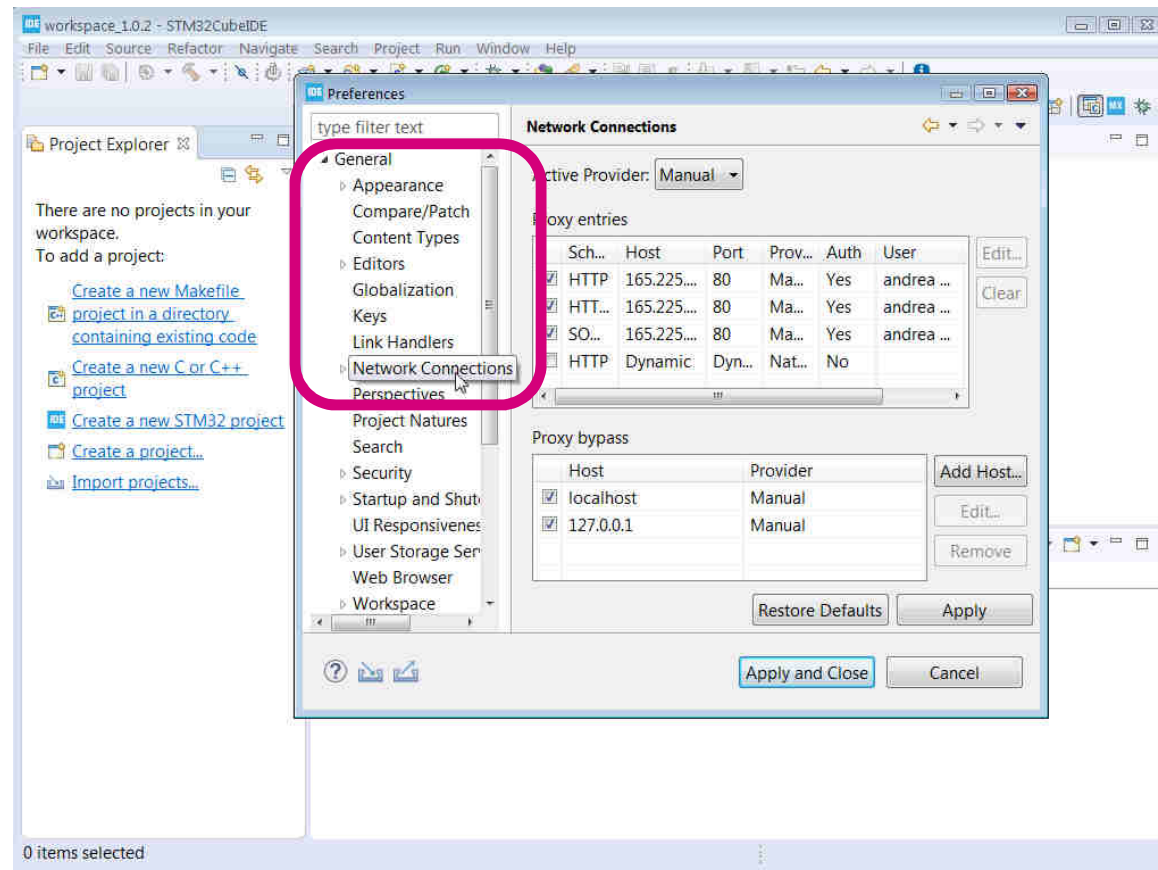 IDE workspace_1.0.2 - STM32CubeIDE
File Edit Source Refactor Navigate Search Project Run Window Help
IDE Preferences
type filter text
Network Connections
MX
Project Explorer
There are no projects in your
workspace.
To add a project:
Create a new Makefile
project in a directory
containing existing code
Create a new C or C++
project
IDE Create a new STM32 project
Create a project...
Import projects...
General
Appearance
Compare/Patch
Content Types
Editors
Globalization
Keys
Link Handlers
Network Connections
Perspectives
Project Natures
Search
Security
Startup and Shut
UI Responsivenes
User Storage Ser
Web Browser
Workspace
Active Provider: Manual
Proxy entries
Sch... Host Port Prov... Auth User
HTTP 165.225.... 80 Ma... Yes andrea ...
HTT... 165.225.... 80 Ma... Yes andrea ...
SO... 165.225.... 80 Ma... Yes andrea ...
HTTP Dynamic Dyn... Nat... No
Edit...
Clear
Proxy bypass
Host Provider
localhost Manual
127.0.0.1 Manual
Add Host...
Edit...
Remove
Restore Defaults Apply
Apply and Close Cancel
0 items selected